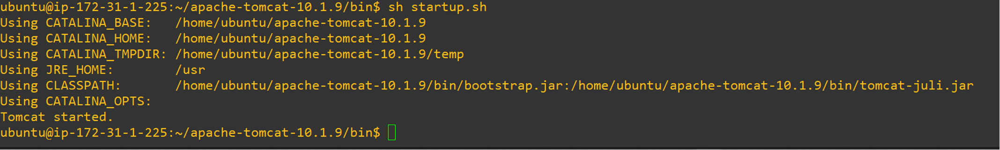 ubuntu@ip-172-31-1-225:~/apache-tomcat-10.1.9/bin$ sh startup.sh
Using CATALINA_BASE:   /home/ubuntu/apache-tomcat-10.1.9
Using CATALINA_HOME:   /home/ubuntu/apache-tomcat-10.1.9
Using CATALINA_TMPDIR: /home/ubuntu/apache-tomcat-10.1.9/temp
Using JRE_HOME:        /usr
Using CLASSPATH:       /home/ubuntu/apache-tomcat-10.1.9/bin/bootstrap.jar:/home/ubuntu/apache-tomcat-10.1.9/bin/tomcat-juli.jar
Using CATALINA_OPTS:
Tomcat started.
ubuntu@ip-172-31-1-225:~/apache-tomcat-10.1.9/bin$